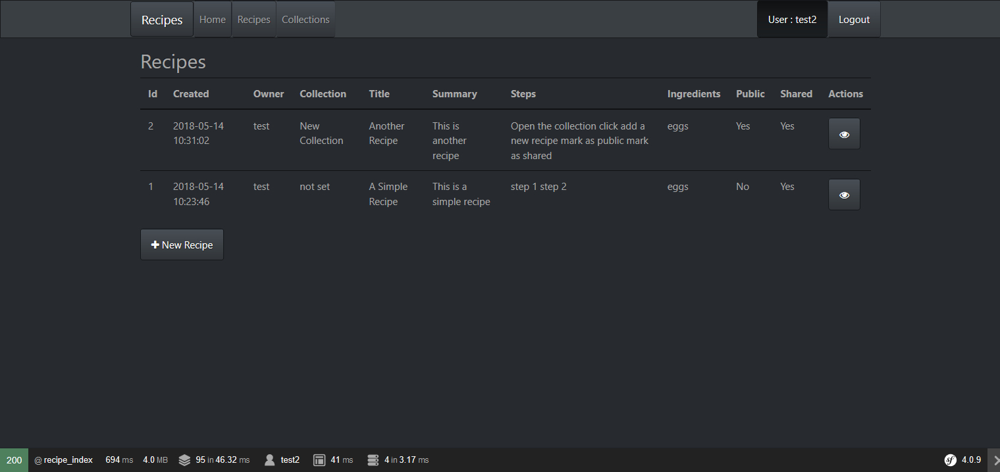 Recipes Home Recipes Collections User : test2 Logout
Recipes
Id Created Owner Collection Title Summary Steps Ingredients Public Shared Actions
2 2018-05-14 test New Another This is Open the collection click add a eggs Yes Yes
10:31:02 Collection Recipe another new recipe mark as public mark
recipe as shared
1 2018-05-14 test not set A Simple This is a step 1 step 2 eggs No Yes
10:23:46 Recipe simple recipe
New Recipe
200 @ recipe_index 694 ms 4.0 MB 95 in 46.32 ms test2 41 ms 4 in 3.17 ms sf 4.0.9